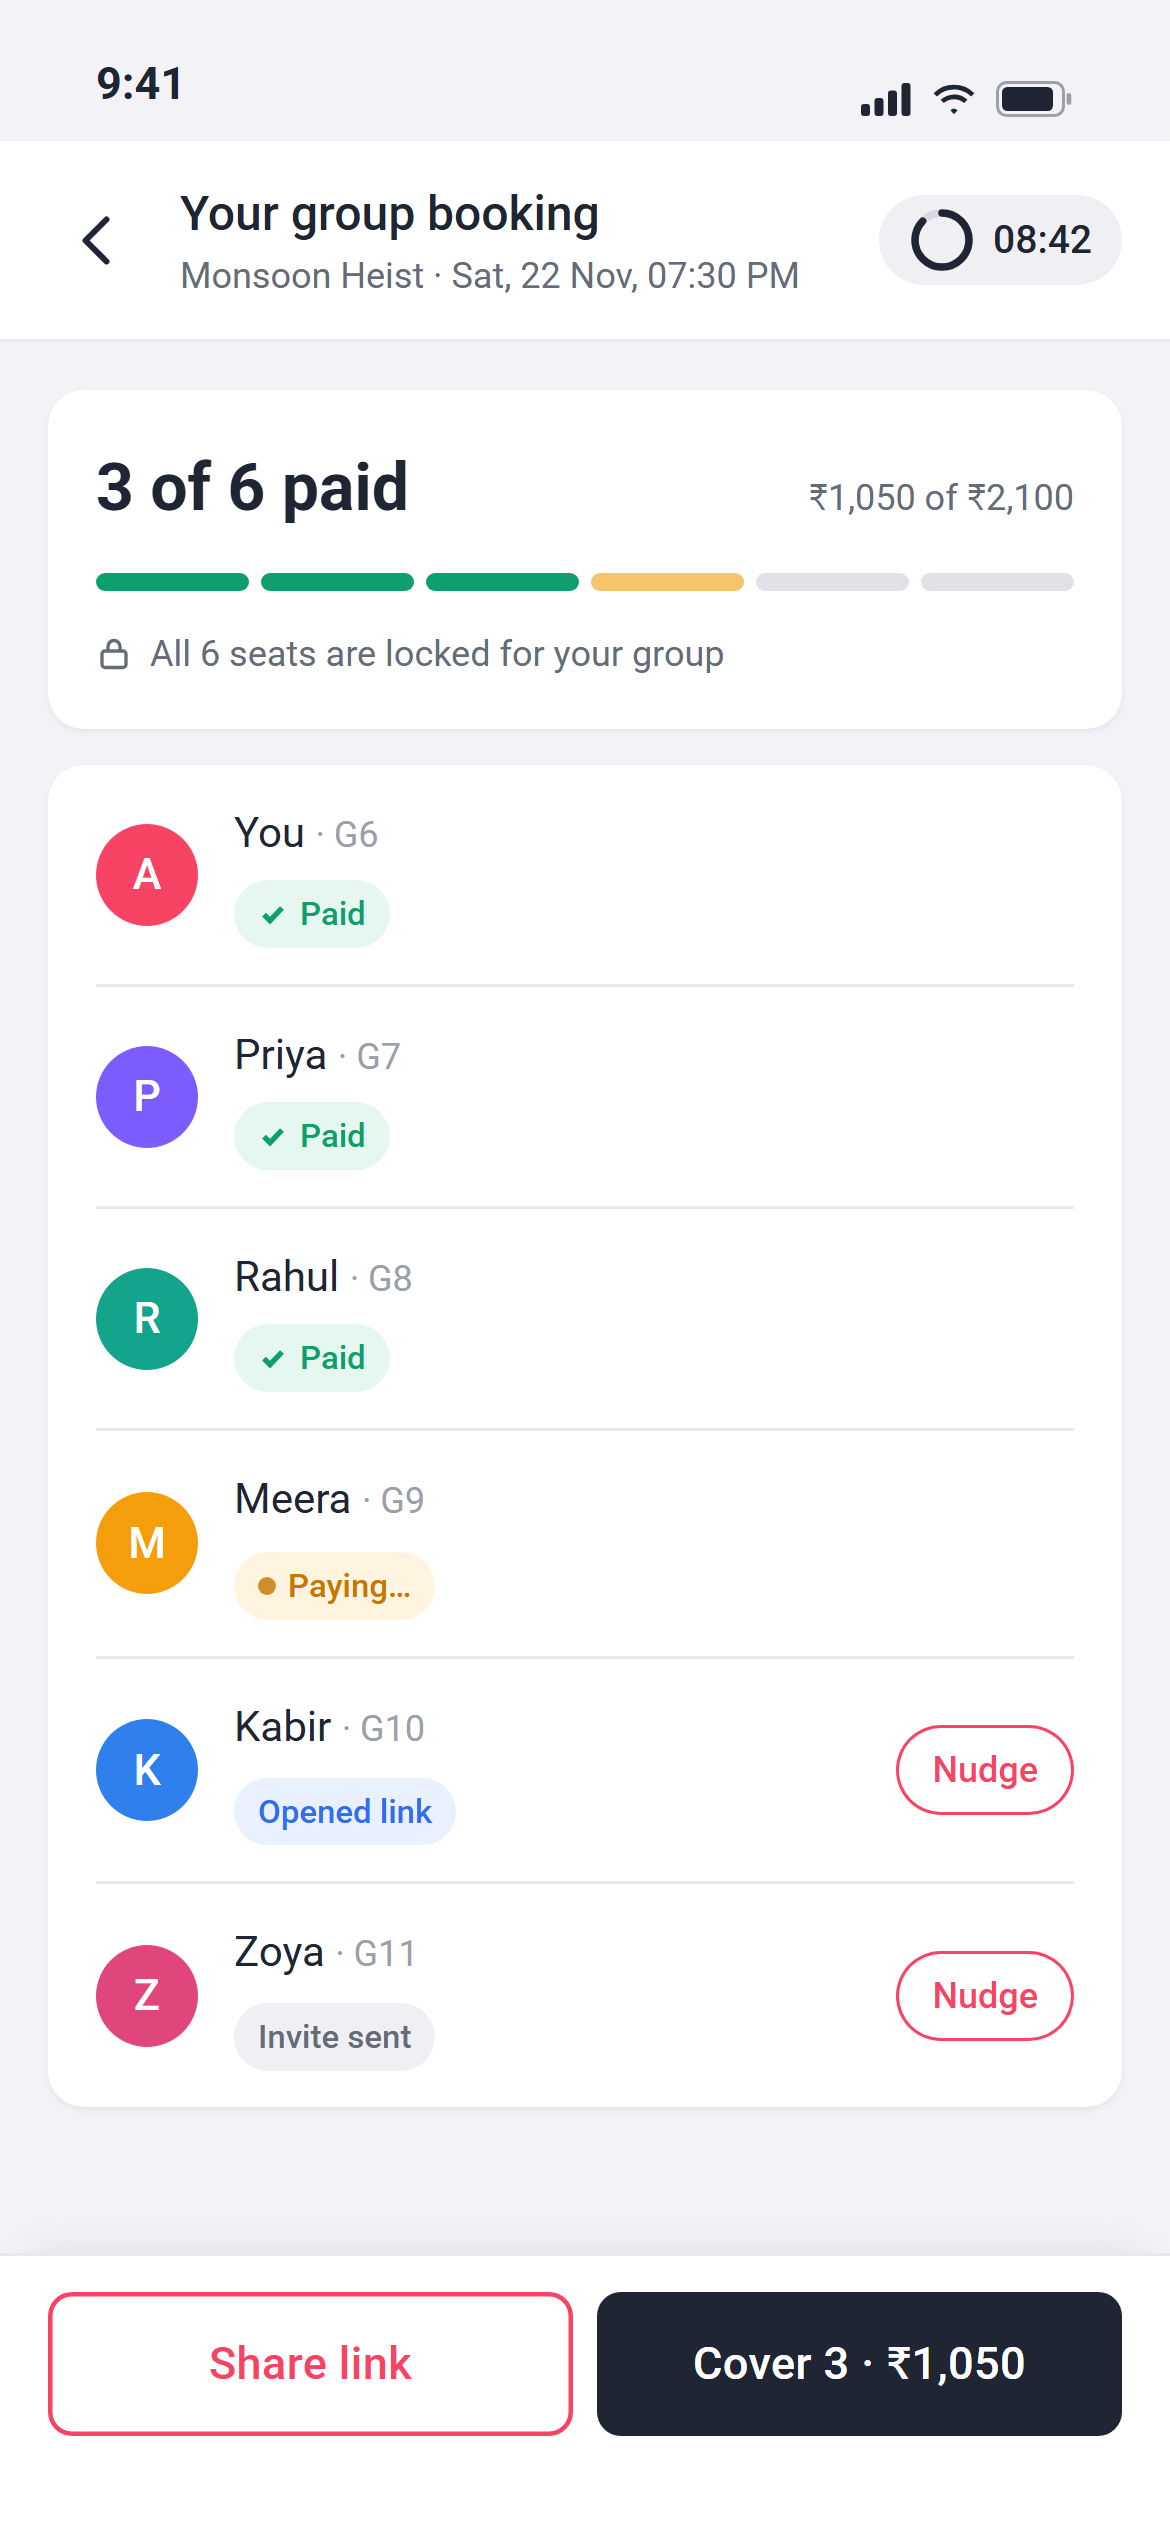 9:41
Your group booking
Monsoon Heist · Sat, 22 Nov, 07:30 PM
08:42
3 of 6 paid
₹1,050 of ₹2,100
All 6 seats are locked for your group
A
You · G6
Paid
P
Priya · G7
Paid
R
Rahul · G8
Paid
M
Meera · G9
Paying…
K
Kabir · G10
Opened link
Nudge
Z
Zoya · G11
Invite sent
Nudge
Share link
Cover 3 · ₹1,050